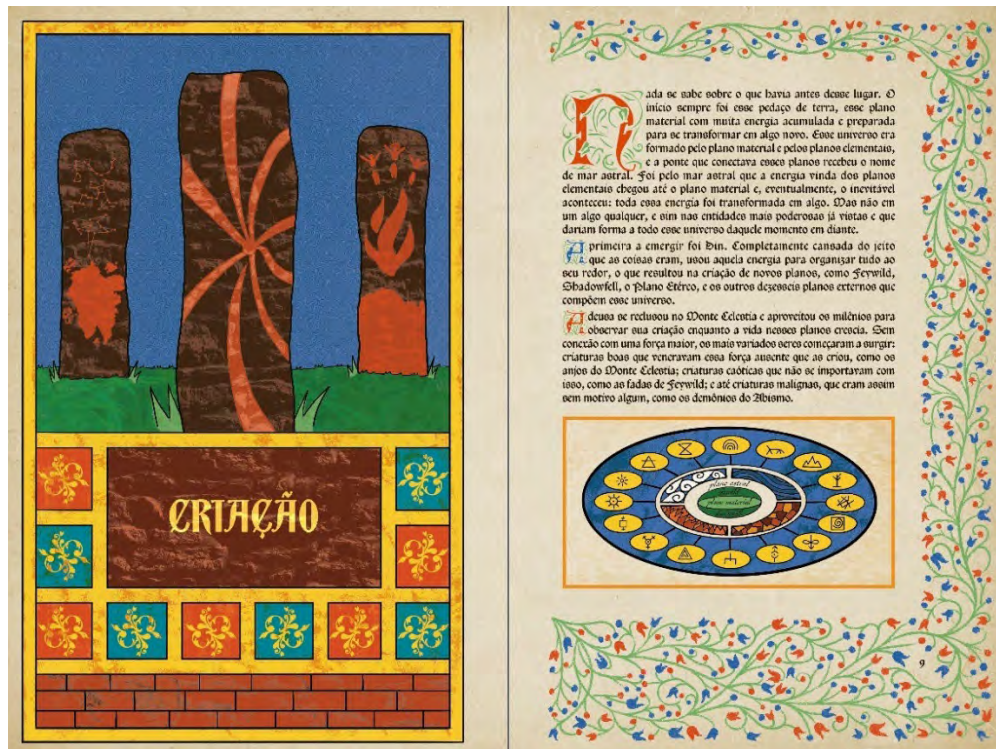 CRIAÇÃO
Nada se sabe sobre o que havia antes desse lugar. O
início sempre foi esse pedaço de terra, esse plano
material com muita energia acumulada e preparada
para se transformar em algo novo. Esse universo era
formado pelo plano material e pelos planos elementais,
e a ponte que conectava esses planos recebeu o nome
de mar astral. Foi pelo mar astral que a energia vinda dos planos
elementais chegou até o plano material e, eventualmente, o inevitável
aconteceu: toda essa energia foi transformada em algo. Mas não em
um algo qualquer, e sim nas entidades mais poderosas já vistas e que
dariam forma a todo esse universo daquele momento em diante.
A primeira a emergir foi Hin. Completamente cansada do jeito
que as coisas eram, usou aquela energia para organizar tudo ao
seu redor, o que resultou na criação de novos planos, como Feywild,
Shadowfell, o Plano Etéreo, e os outros dezesseis planos externos que
compõem esse universo.
A deusa se reclusou no Monte Celestia e aproveitou os milênios para
observar sua criação enquanto a vida nesses planos crescia. Sem
conexão com uma força maior, os mais variados seres começaram a surgir:
criaturas boas que veneravam essa força ausente que as criou, como os
anjos do Monte Celestia; criaturas caóticas que não se importavam com
isso, como as fadas de Feywild; e até criaturas malignas, que eram assim
sem motivo algum, como os demônios do Abismo.
plano astral
plano material
9